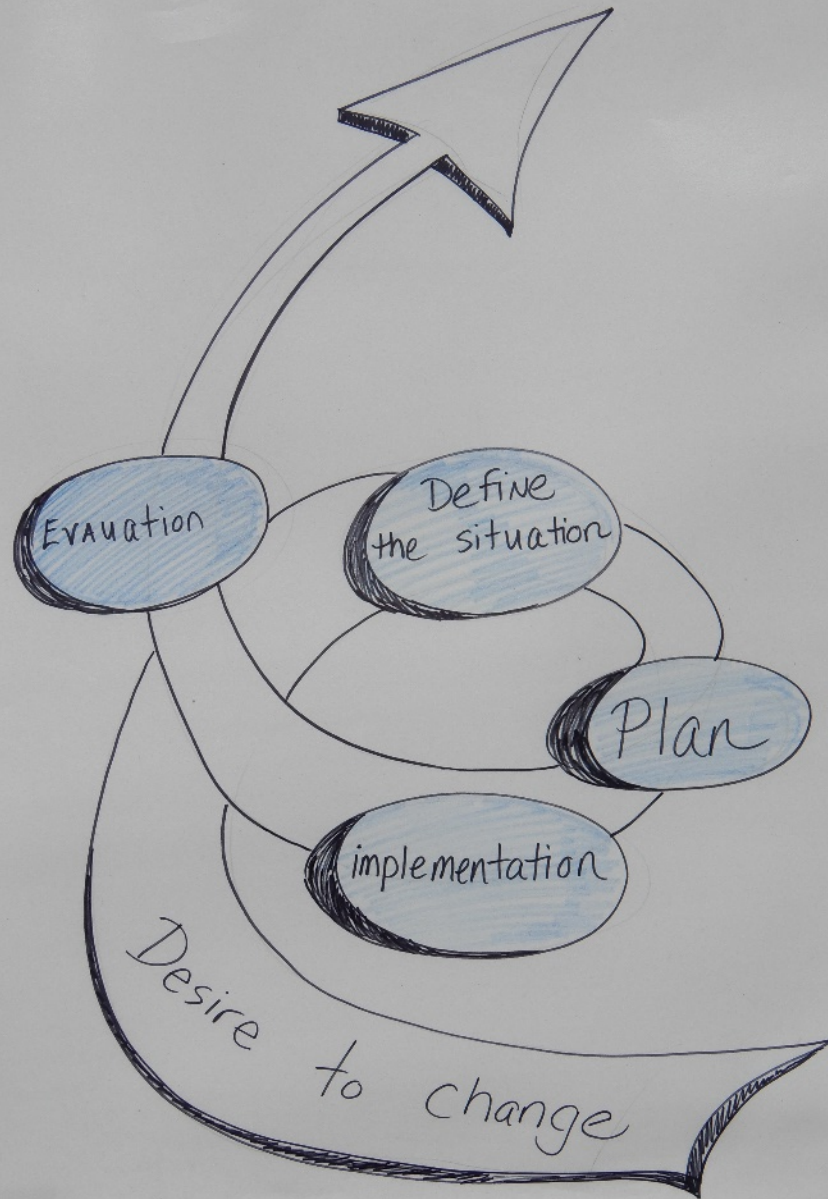 Define
the situation
EvAuation
Plan
implementation
Desire to change